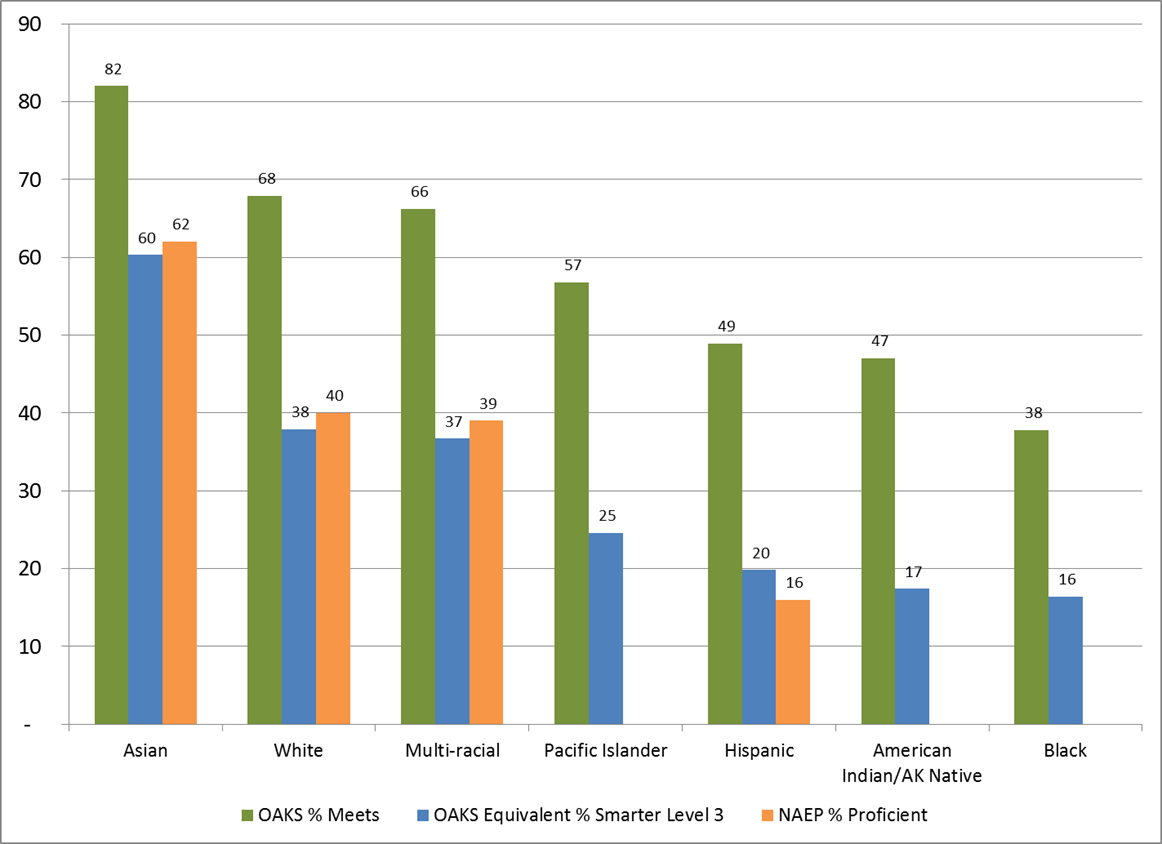 90
80
70
60
50
40
30
20
10
-
82
60
62
68
38
40
66
37
39
57
25
49
20
16
47
17
38
16
Asian
White
Multi-racial
Pacific Islander
Hispanic
American
Indian/AK Native
Black
OAKS % Meets
OAKS Equivalent % Smarter Level 3
NAEP % Proficient